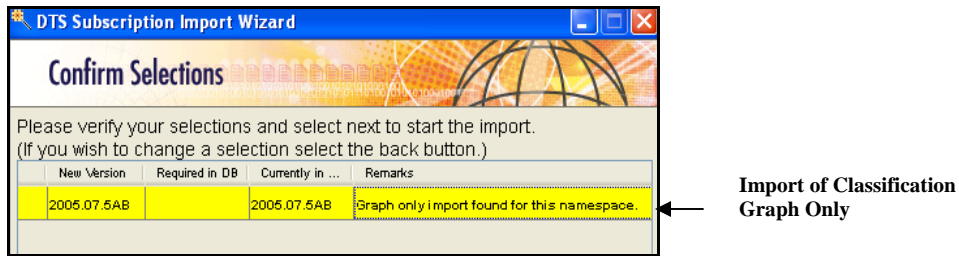 DTS Subscription Import Wizard
Confirm Selections
Please verify your selections and select next to start the import.
(If you wish to change a selection select the back button.)
New Version Required in DB Currently in ... Remarks
2005.07.5AB 2005.07.5AB Graph only import found for this namespace.
Import of Classification
Graph Only